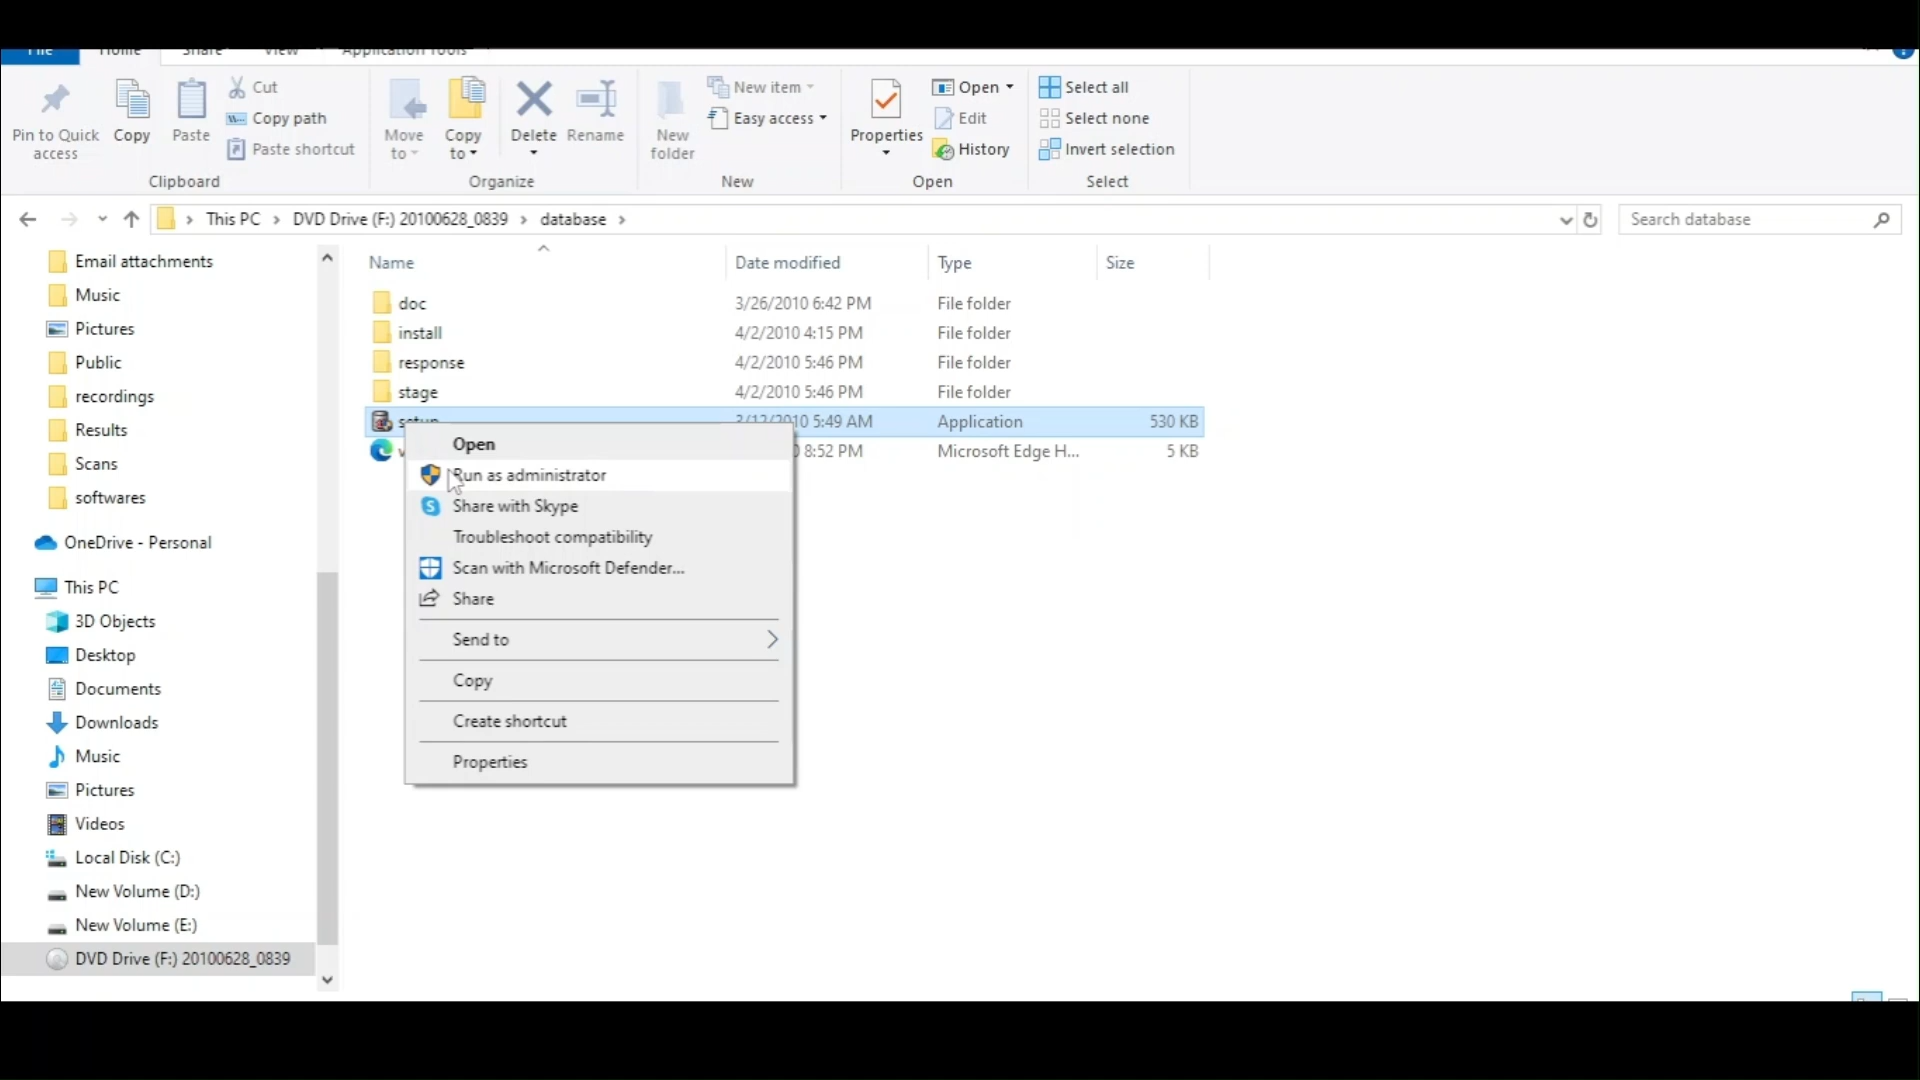 File Home Share View Application Tools
Pin to Quick access
Copy
Paste
Cut
Copy path
Paste shortcut
Clipboard
Move to
Copy to
Delete
Rename
Organize
New folder
New item
Easy access
New
Properties
Open
Edit
History
Open
Select all
Select none
Invert selection
Select
This PC > DVD Drive (F:) 20100628_0839 > database >
Search database
Email attachments
Music
Pictures
Public
recordings
Results
Scans
softwares
OneDrive - Personal
This PC
3D Objects
Desktop
Documents
Downloads
Music
Pictures
Videos
Local Disk (C:)
New Volume (D:)
New Volume (E:)
DVD Drive (F:) 20100628_0839
Name Date modified Type Size
doc 3/26/2010 6:42 PM File folder
install 4/2/2010 4:15 PM File folder
response 4/2/2010 5:46 PM File folder
stage 4/2/2010 5:46 PM File folder
setup 3/12/2010 5:49 AM Application 530 KB
8:52 PM Microsoft Edge H... 5 KB
Open
Run as administrator
Share with Skype
Troubleshoot compatibility
Scan with Microsoft Defender...
Share
Send to
Copy
Create shortcut
Properties